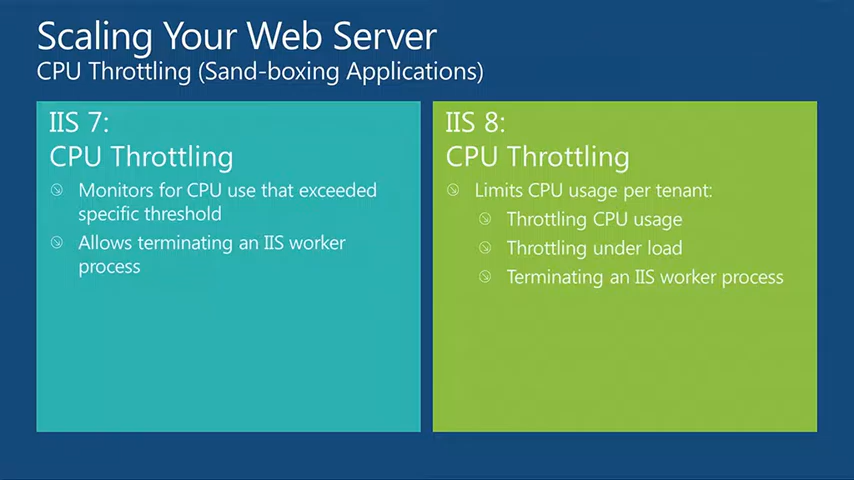 Scaling Your Web Server
CPU Throttling (Sand-boxing Applications)
IIS 7:
CPU Throttling
Monitors for CPU use that exceeded
specific threshold
Allows terminating an IIS worker
process
IIS 8:
CPU Throttling
Limits CPU usage per tenant:
Throttling CPU usage
Throttling under load
Terminating an IIS worker process